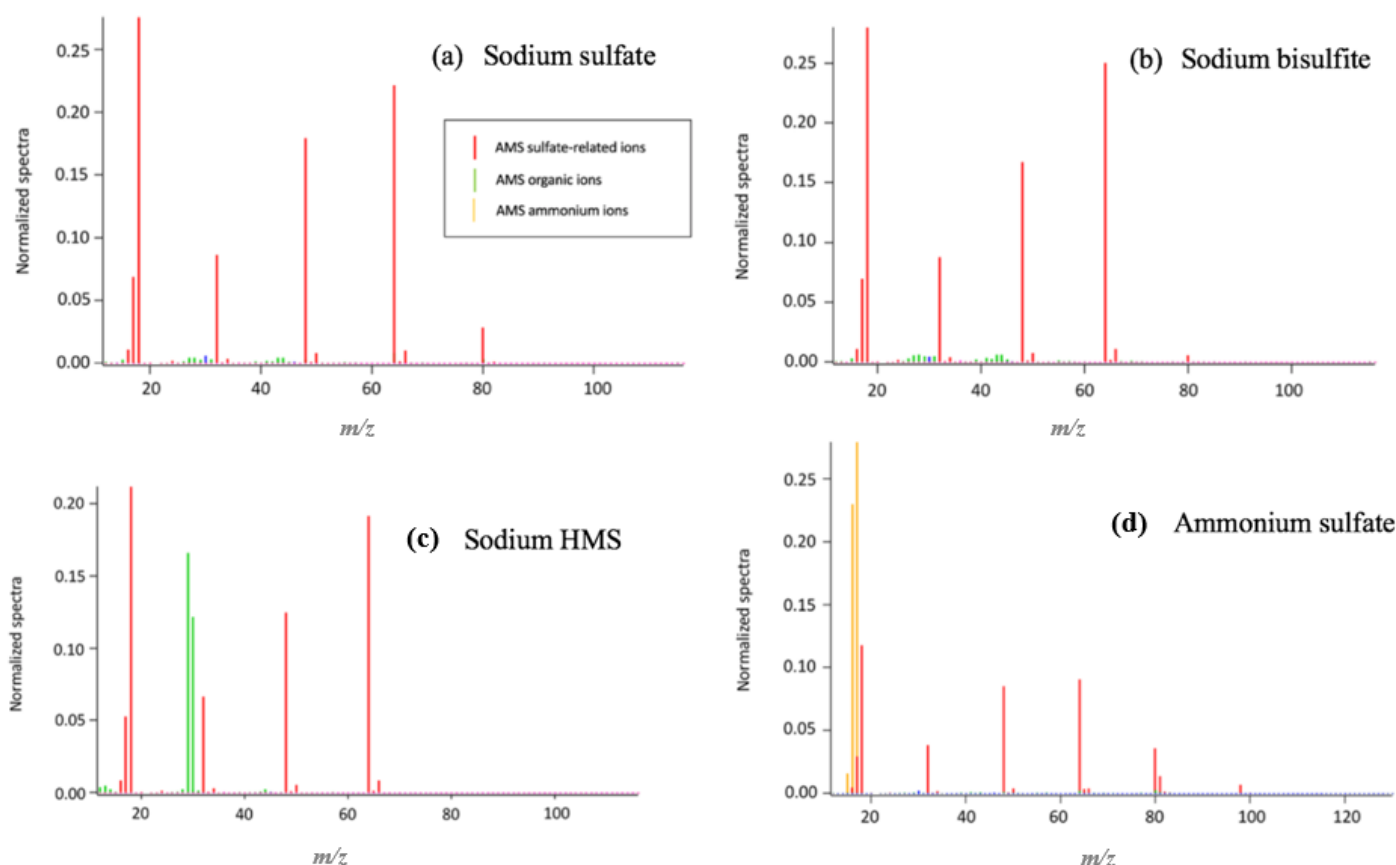 (a) Sodium sulfate
Normalized spectra
0.25
0.20
0.15
0.10
0.05
0.00
AMS sulfate-related ions
AMS organic ions
AMS ammonium ions
20 40 60 80 100
m/z
(b) Sodium bisulfite
Normalized spectra
0.25
0.20
0.15
0.10
0.05
0.00
20 40 60 80 100
m/z
(c) Sodium HMS
Normalized spectra
0.20
0.15
0.10
0.05
0.00
20 40 60 80 100
m/z
(d) Ammonium sulfate
Normalized spectra
0.25
0.20
0.15
0.10
0.05
0.00
20 40 60 80 100 120
m/z